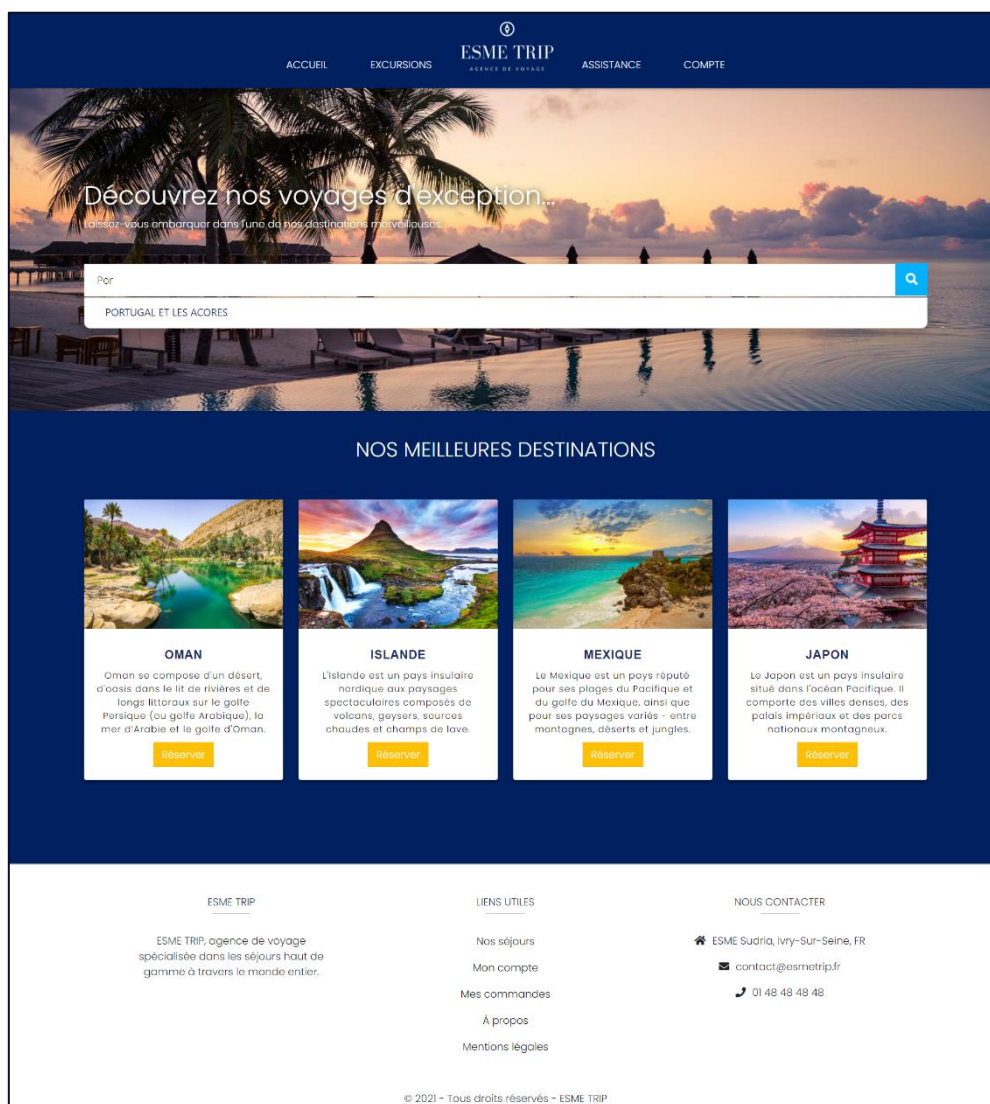 ACCUEIL
EXCURSIONS
ESME TRIP
AGENCE DE VOYAGE
ASSISTANCE
COMPTE
Découvrez nos voyages d'exception...
Laissez-vous embarquer dans l'une de nos destinations merveilleuses.
Por
PORTUGAL ET LES ACORES
NOS MEILLEURES DESTINATIONS
OMAN
Oman se compose d'un désert,
d'oasis dans le lit de rivières et de
longs littoraux sur le golfe
Persique (ou golfe Arabique), la
mer d'Arabie et le golfe d'Oman.
Réserver
ISLANDE
L'Islande est un pays insulaire
nordique aux paysages
spectaculaires composés de
volcans, geysers, sources
chaudes et champs de lave.
Réserver
MEXIQUE
Le Mexique est un pays réputé
pour ses plages du Pacifique et
du golfe du Mexique, ainsi que
pour ses paysages variés - entre
montagnes, déserts et jungles.
Réserver
JAPON
Le Japon est un pays insulaire
situé dans l'océan Pacifique. Il
comporte des villes denses, des
palais impériaux et des parcs
nationaux montagneux.
Réserver
ESME TRIP
ESME TRIP, agence de voyage
spécialisée dans les séjours haut de
gamme à travers le monde entier.
LIENS UTILES
Nos séjours
Mon compte
Mes commandes
À propos
Mentions légales
NOUS CONTACTER
ESME Sudria, Ivry-Sur-Seine, FR
contact@esmetrip.fr
01 48 48 48 48
© 2021 - Tous droits réservés - ESME TRIP